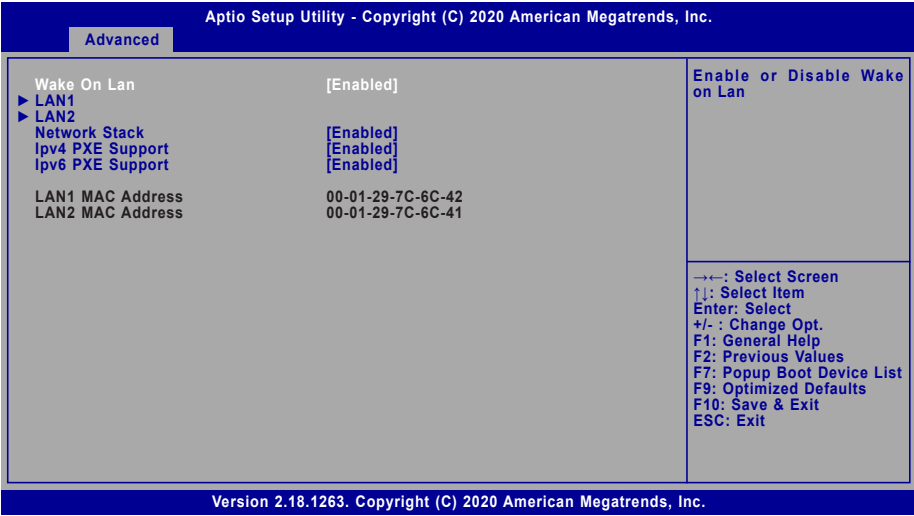 Aptio Setup Utility - Copyright (C) 2020 American Megatrends, Inc.
Advanced
Wake On Lan [Enabled]
► LAN1
► LAN2
Network Stack [Enabled]
Ipv4 PXE Support [Enabled]
Ipv6 PXE Support [Enabled]
LAN1 MAC Address 00-01-29-7C-6C-42
LAN2 MAC Address 00-01-29-7C-6C-41
Enable or Disable Wake
on Lan
→←: Select Screen
↑↓: Select Item
Enter: Select
+/- : Change Opt.
F1: General Help
F2: Previous Values
F7: Popup Boot Device List
F9: Optimized Defaults
F10: Save & Exit
ESC: Exit
Version 2.18.1263. Copyright (C) 2020 American Megatrends, Inc.